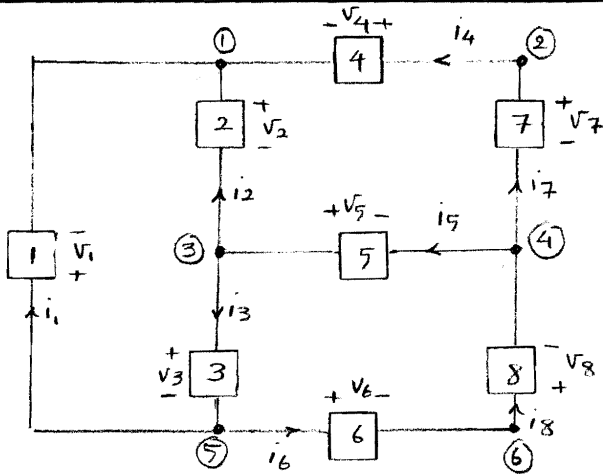 - V4 +
① 4 i4 ②
2 + V2 -
7 + V7 -
i2
+ V5 - i5 i7
③ 5 ④
1 - V1 +
i1
i3
+ V3 - 3
8 - V8 +
+ V6 -
6
⑤ i6 ⑥ i8